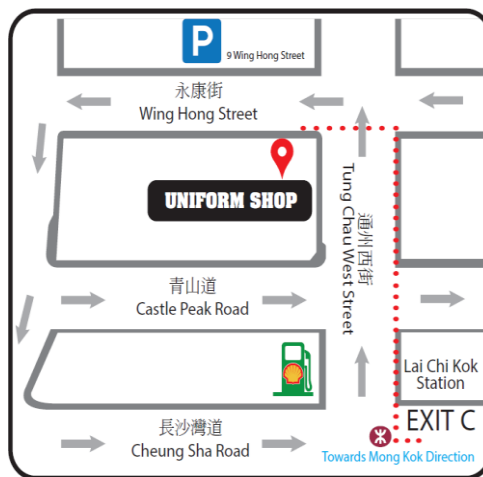 P
9 Wing Hong Street
永康街
Wing Hong Street
UNIFORM SHOP
通州西街
Tung Chau West Street
青山道
Castle Peak Road
Lai Chi Kok
Station
EXIT C
長沙灣道
Cheung Sha Road
Towards Mong Kok Direction